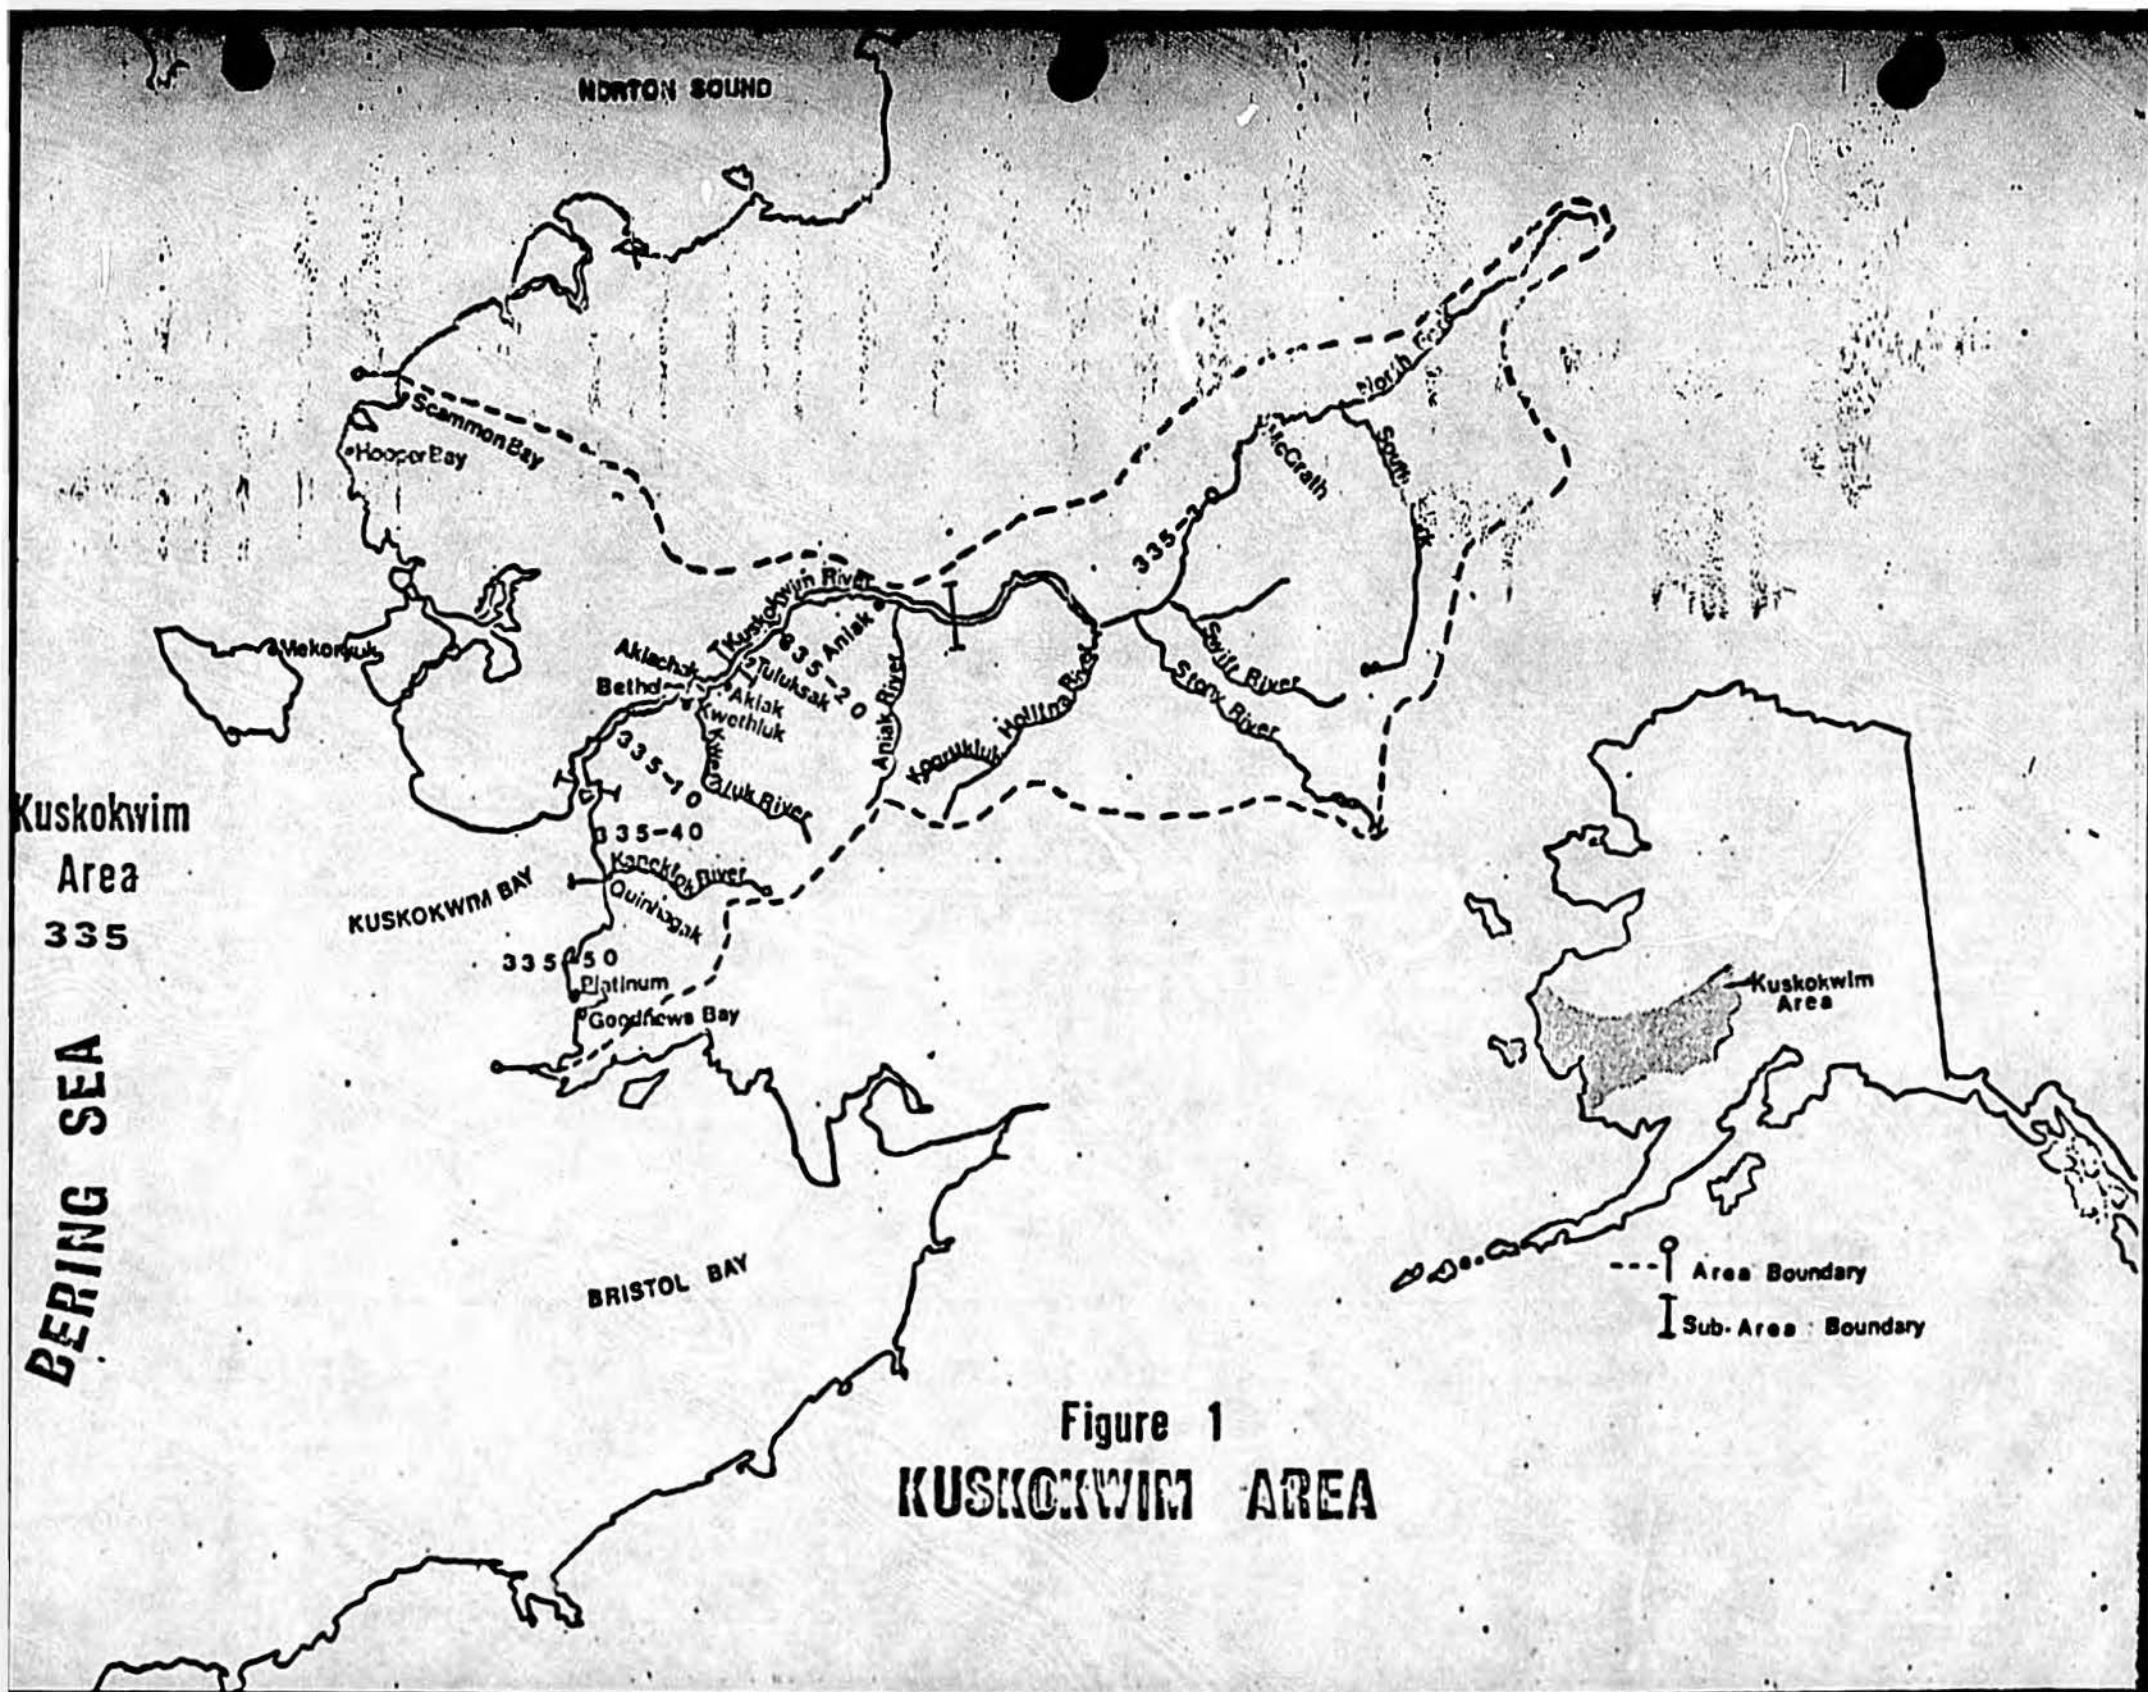 NORTON SOUND
Scammon Bay
Hooper Bay
North Fork
McGrath
South Fork
335-3
Kuskokwim River
Aniak
335-20
Mekoryuk
Akiachak
Tuluksak
Bethel
Akiak
Kwethluk
Swift River
Stony River
Holitna River
Aniak River
335-10
Kwethluk River
Kuskokwim
Area
335
335-40
Kanektok River
KUSKOKWIM BAY
Quinhagak
335-50
Platinum
Goodnews Bay
Kuskokwim
Area
BERING SEA
BRISTOL BAY
Area Boundary
Sub-Area Boundary
Figure 1
KUSKOKWIM AREA